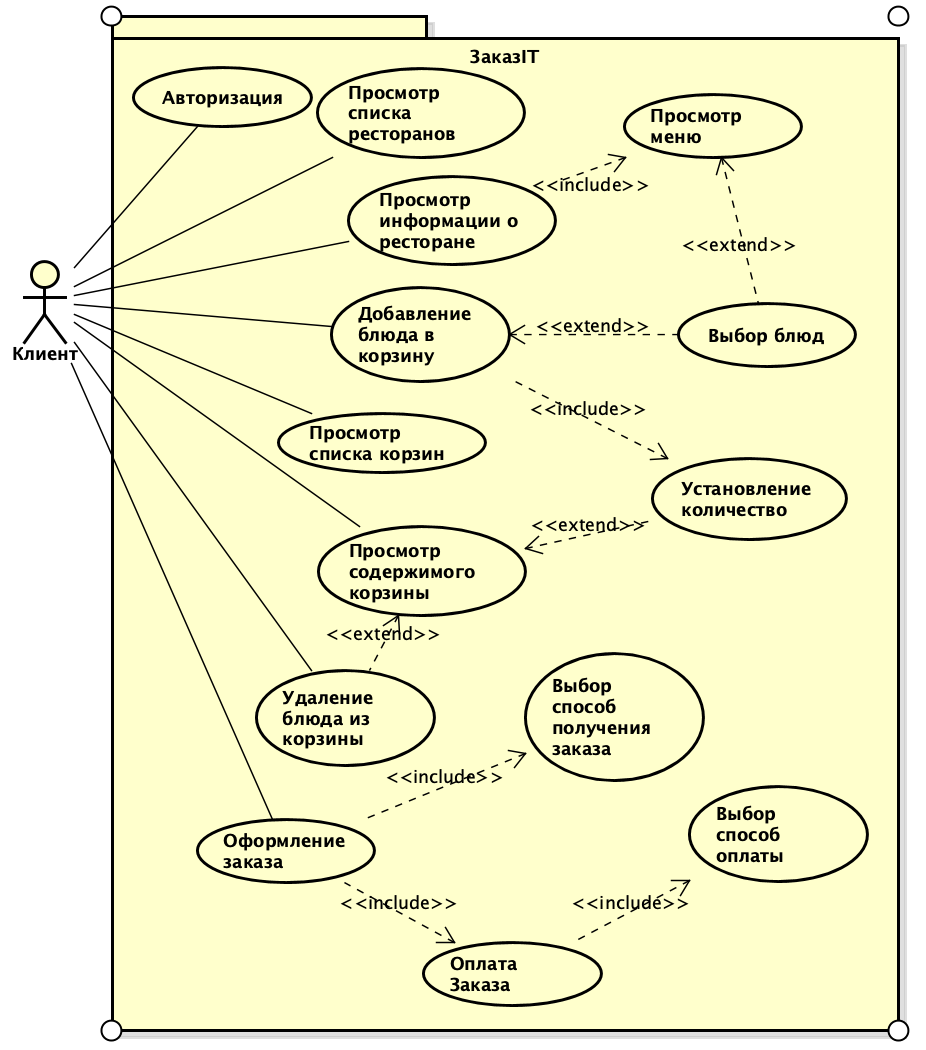 ЗаказIT
Авторизация
Просмотр
списка
ресторанов
Просмотр
меню
<<include>>
Просмотр
информации о
ресторане
<<extend>>
Клиент
Добавление
блюда в
корзину
<<extend>>
Выбор блюд
<<include>>
Просмотр
списка корзин
Установление
количество
<<extend>>
Просмотр
содержимого
корзины
<<extend>>
Удаление
блюда из
корзины
Выбор
способ
получения
заказа
<<include>>
Выбор
способ
оплаты
Оформление
заказа
<<include>>
<<include>>
Оплата
Заказа